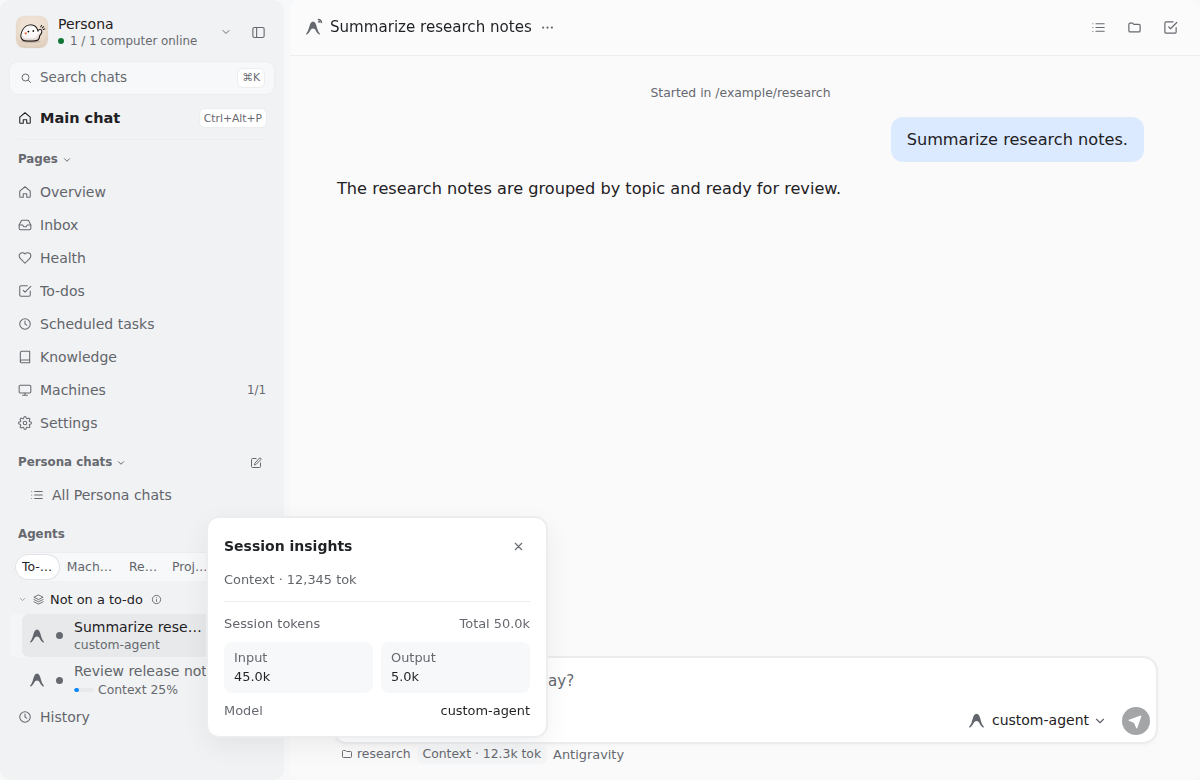 Persona
1 / 1 computer online
Search chats
⌘K
Main chat
Ctrl+Alt+P
Pages
Overview
Inbox
Health
To-dos
Scheduled tasks
Knowledge
Machines
1/1
Settings
Persona chats
All Persona chats
Agents
To-...
Mach...
Re...
Proj...
Not on a to-do
Summarize rese...
custom-agent
Review release not
Context 25%
History
Summarize research notes
Started in /example/research
Summarize research notes.
The research notes are grouped by topic and ready for review.
Session insights
Context · 12,345 tok
Session tokens
Total 50.0k
Input
45.0k
Output
5.0k
Model
custom-agent
ay?
custom-agent
research
Context · 12.3k tok
Antigravity